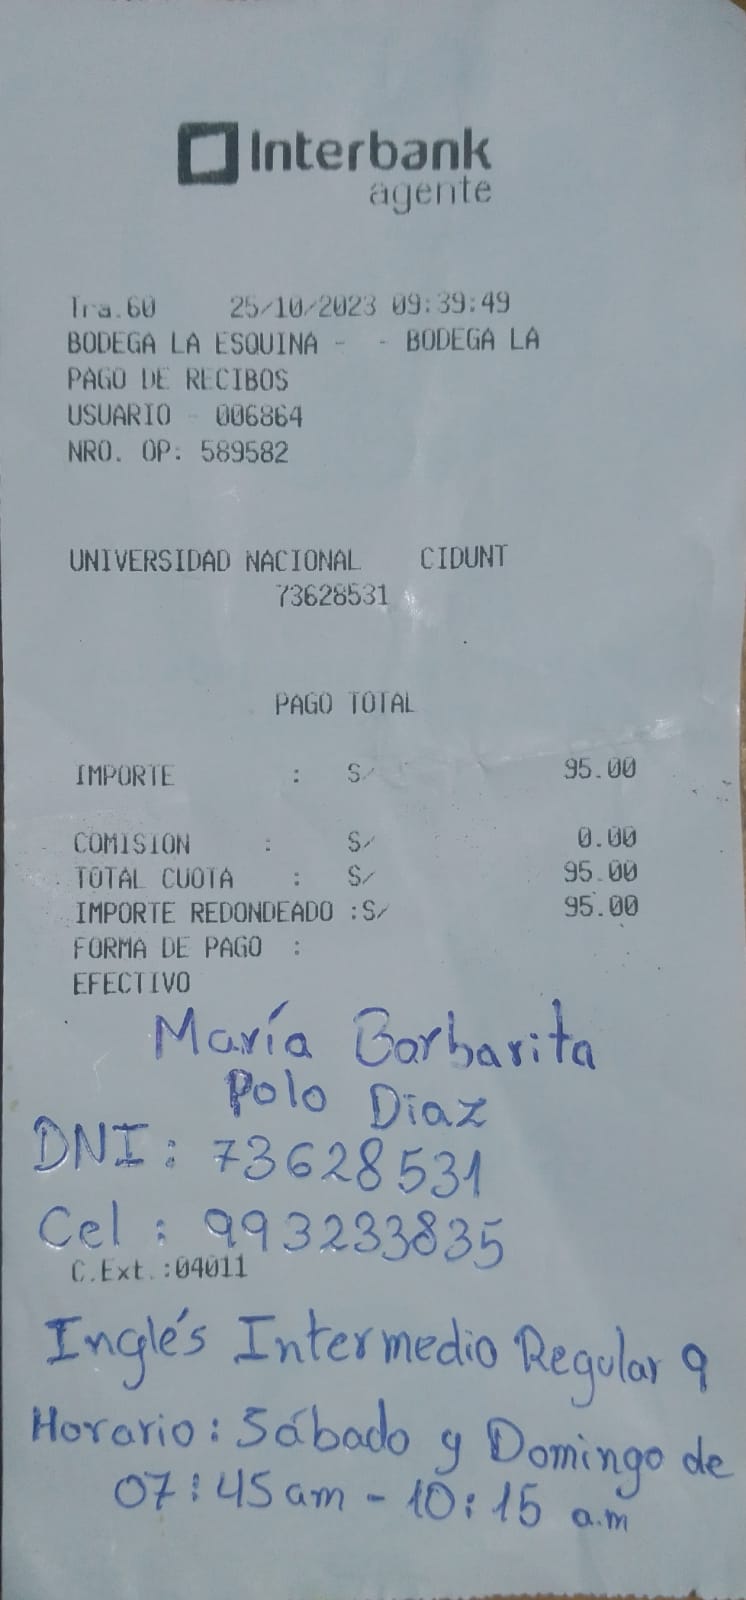 Interbank
agente
Tra.60 25/10/2023 09:39:49
BODEGA LA ESQUINA - - BODEGA LA
PAGO DE RECIBOS
USUARIO - 006864
NRO. OP: 589582
UNIVERSIDAD NACIONAL CIDUNT
73628531
PAGO TOTAL
IMPORTE : S/ 95.00
COMISION : S/ 0.00
TOTAL CUOTA : S/ 95.00
IMPORTE REDONDEADO :S/ 95.00
FORMA DE PAGO :
EFECTIVO
María Barbarita
Polo Diaz
DNI: 73628531
Cel : 993233835
C.Ext.:04011
Inglés Intermedio Regular 9
Horario: Sábado y Domingo de
07:45am - 10:15 a.m